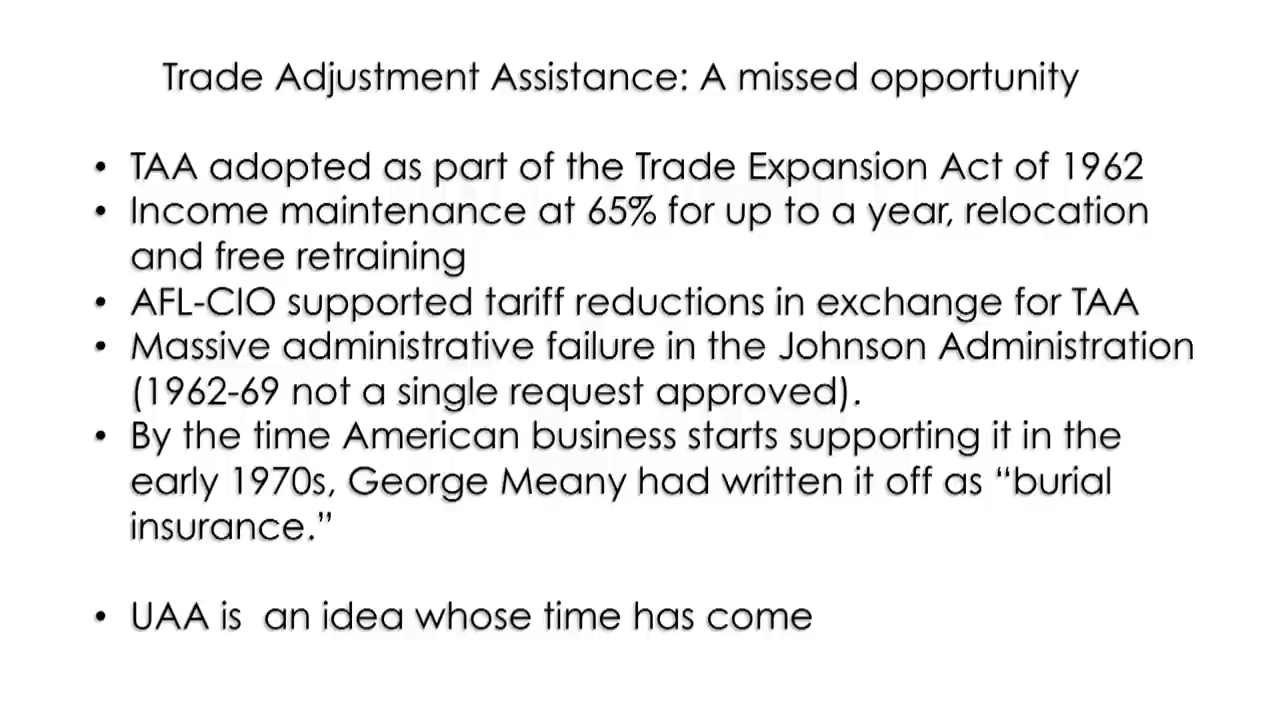 Trade Adjustment Assistance: A missed opportunity
• TAA adopted as part of the Trade Expansion Act of 1962
• Income maintenance at 65% for up to a year, relocation
and free retraining
• AFL-CIO supported tariff reductions in exchange for TAA
• Massive administrative failure in the Johnson Administration
(1962-69 not a single request approved).
• By the time American business starts supporting it in the
early 1970s, George Meany had written it off as “burial
insurance.”
• UAA is  an idea whose time has come